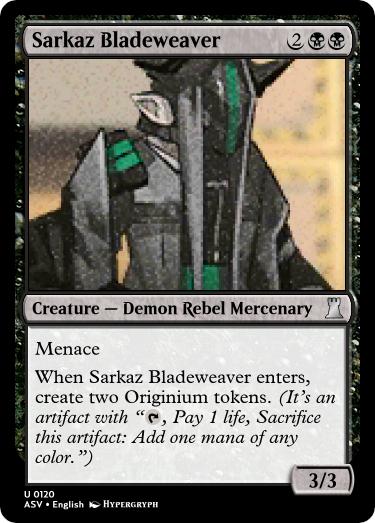 Sarkaz Bladeweaver 2
Creature — Demon Rebel Mercenary
Menace
When Sarkaz Bladeweaver enters,
create two Originium tokens. (It's an
artifact with “, Pay 1 life, Sacrifice
this artifact: Add one mana of any
color.”)
3/3
U 0120
ASV • English HYPERGRYPH